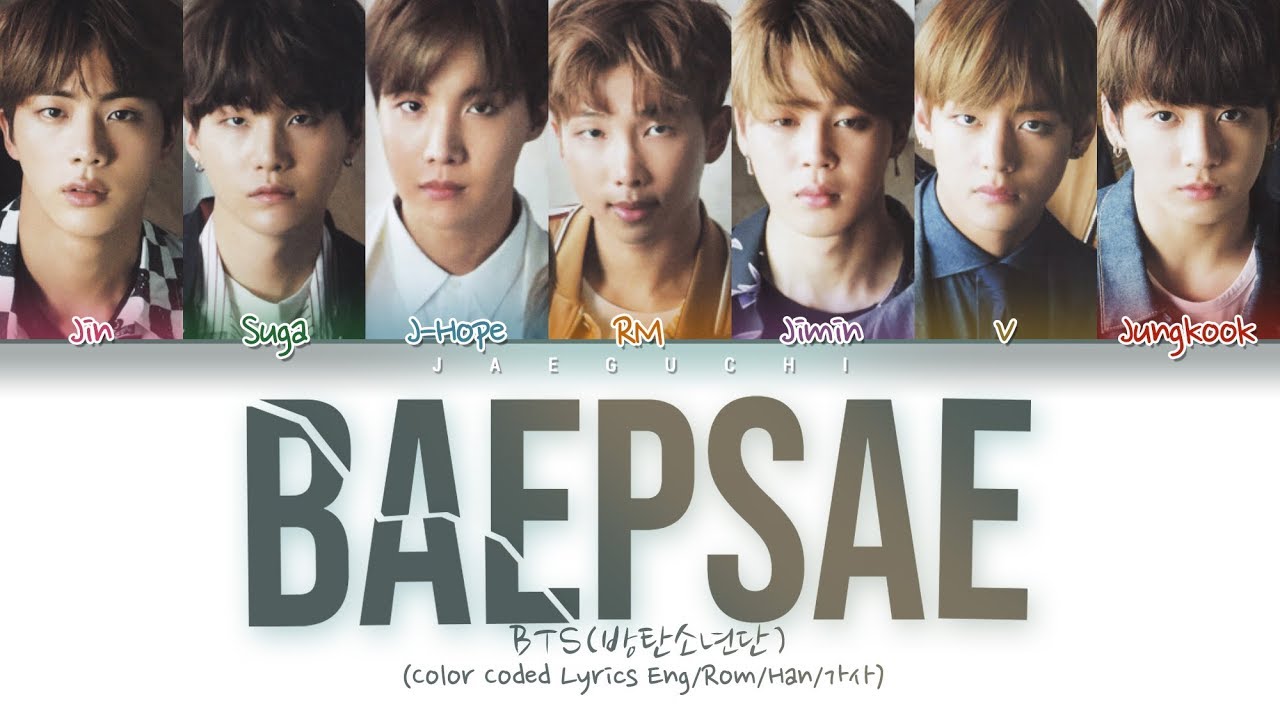 Jin Suga J-Hope RM Jimin V Jungkook
JAEGUCHI
BAEPSAE
BTS(방탄소년단)
(Color Coded Lyrics Eng/Rom/Han/가사)